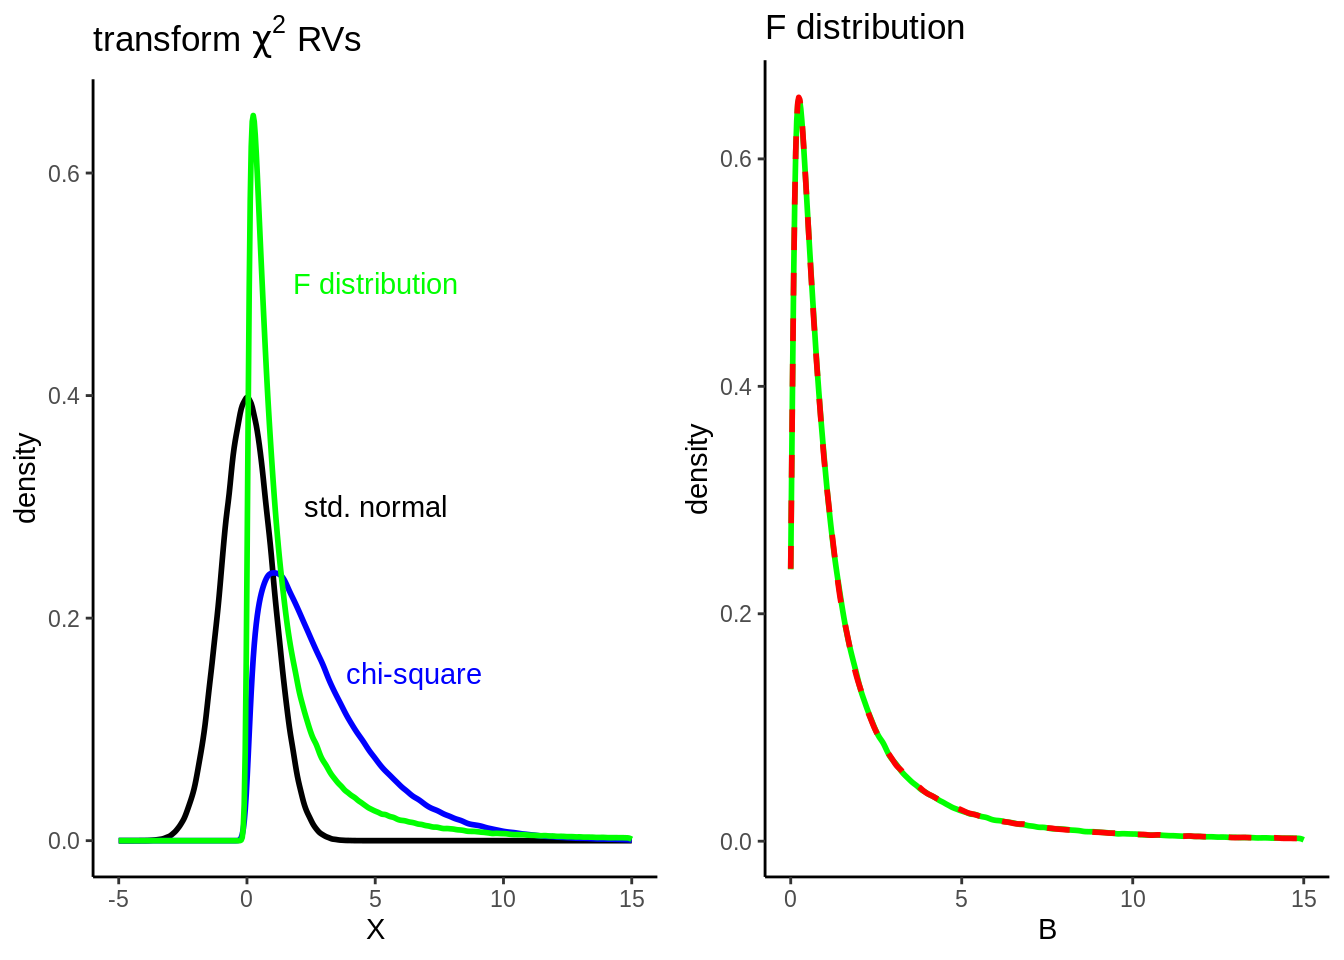 transform χ² RVs
density
0.6
0.4
0.2
0.0
F distribution
std. normal
chi-square
-5 0 5 10 15
X
F distribution
density
0.6
0.4
0.2
0.0
0 5 10 15
B